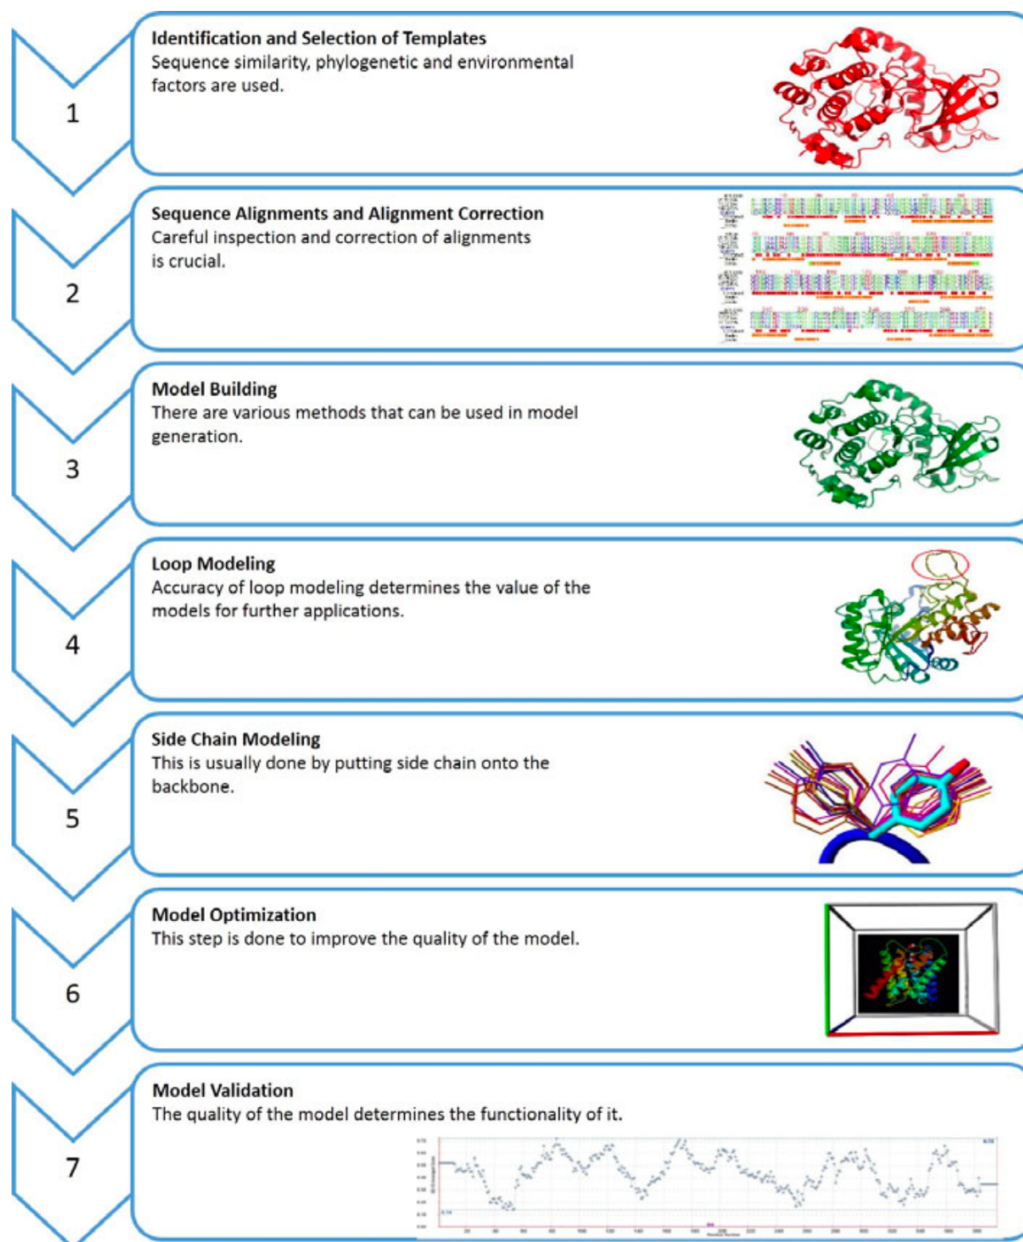 1
Identification and Selection of Templates
Sequence similarity, phylogenetic and environmental
factors are used.
2
Sequence Alignments and Alignment Correction
Careful inspection and correction of alignments
is crucial.
3
Model Building
There are various methods that can be used in model
generation.
4
Loop Modeling
Accuracy of loop modeling determines the value of the
models for further applications.
5
Side Chain Modeling
This is usually done by putting side chain onto the
backbone.
6
Model Optimization
This step is done to improve the quality of the model.
7
Model Validation
The quality of the model determines the functionality of it.